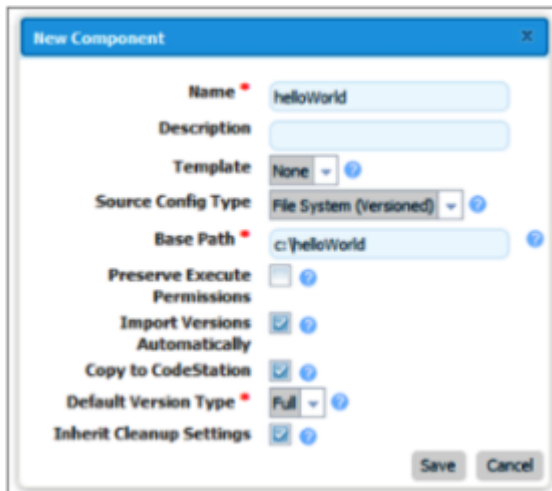 New Component
x
Name *
helloWorld
Description
Template
None
Source Config Type
File System (Versioned)
Base Path *
c:\helloWorld
Preserve Execute
Permissions
Import Versions
Automatically
Copy to CodeStation
Default Version Type *
Full
Inherit Cleanup Settings
Save Cancel